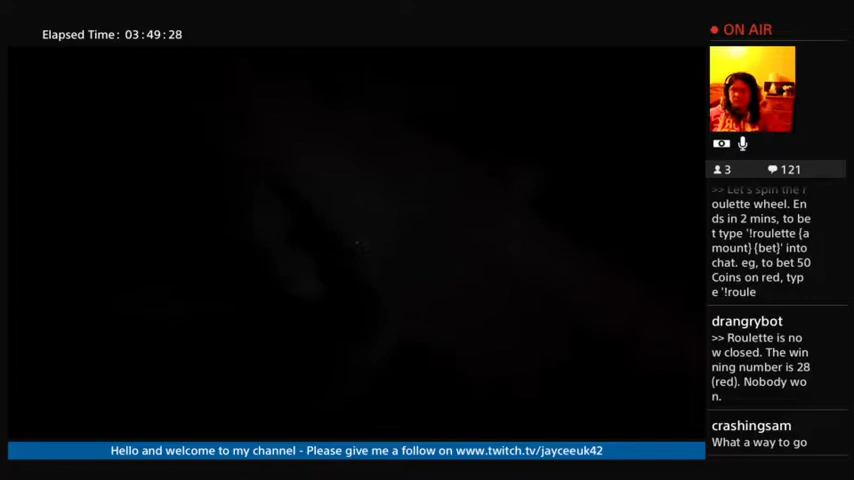 Elapsed Time: 03:49:28
ON AIR
3 121
>> Let's spin the r
oulette wheel. En
ds in 2 mins, to be
t type '!roulette {a
mount} {bet}' into
chat. eg, to bet 50
Coins on red, typ
e '!roule
drangrybot
>> Roulette is no
w closed. The win
ning number is 28
(red). Nobody wo
n.
crashingsam
What a way to go
Hello and welcome to my channel - Please give me a follow on www.twitch.tv/jayceeuk42